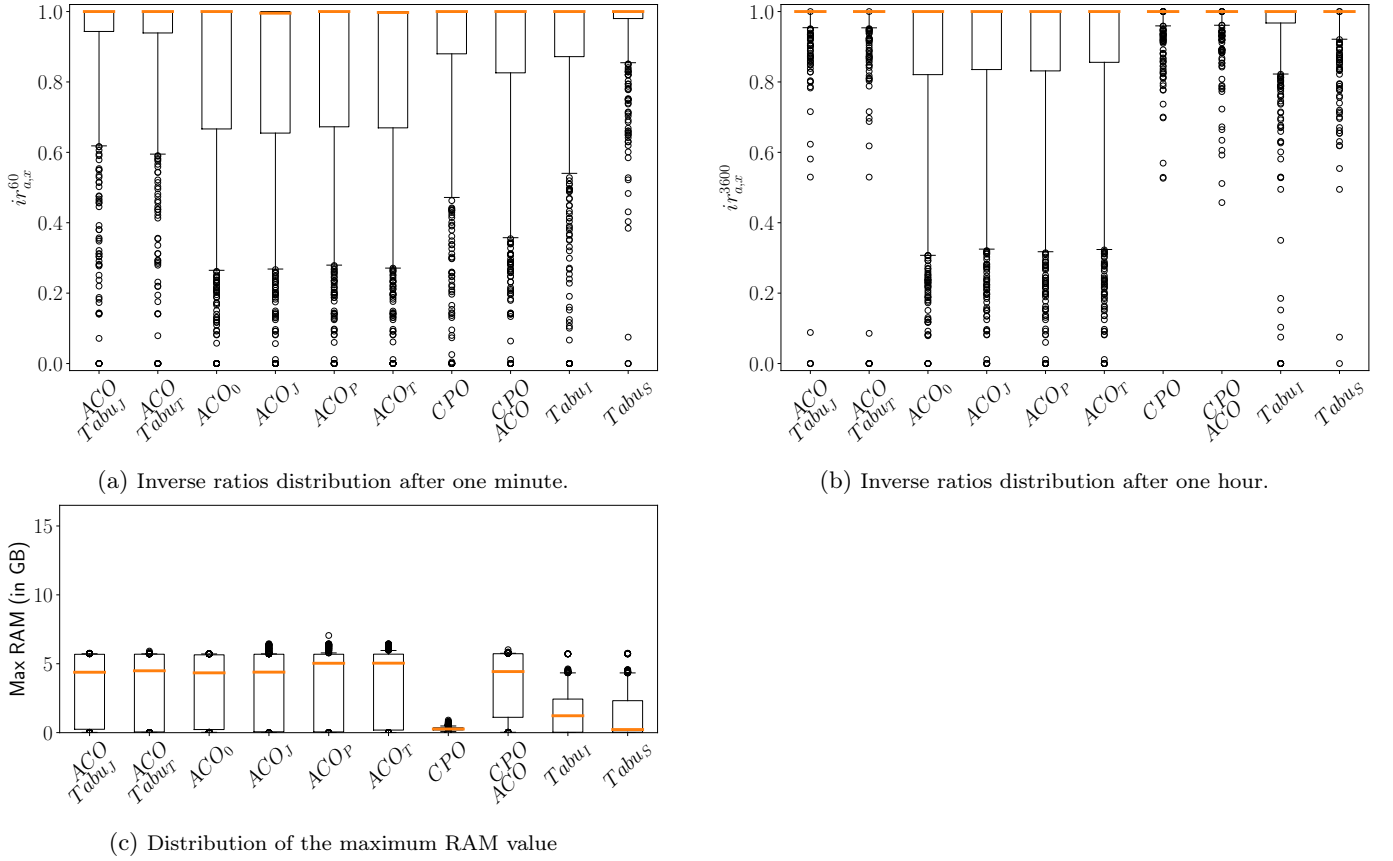 1.0
0.8
0.6
0.4
0.2
0.0
ir^{60}_{a,x}
ACO Tabu_J
ACO Tabu_T
ACO_0
ACO_J
ACO_P
ACO_T
CPO
CPO ACO
Tabu_I
Tabu_S
(a) Inverse ratios distribution after one minute.
1.0
0.8
0.6
0.4
0.2
0.0
ir^{3600}_{a,x}
ACO Tabu_J
ACO Tabu_T
ACO_0
ACO_J
ACO_P
ACO_T
CPO
CPO ACO
Tabu_I
Tabu_S
(b) Inverse ratios distribution after one hour.
15
10
5
0
Max RAM (in GB)
ACO Tabu_J
ACO Tabu_T
ACO_0
ACO_J
ACO_P
ACO_T
CPO
CPO ACO
Tabu_I
Tabu_S
(c) Distribution of the maximum RAM value